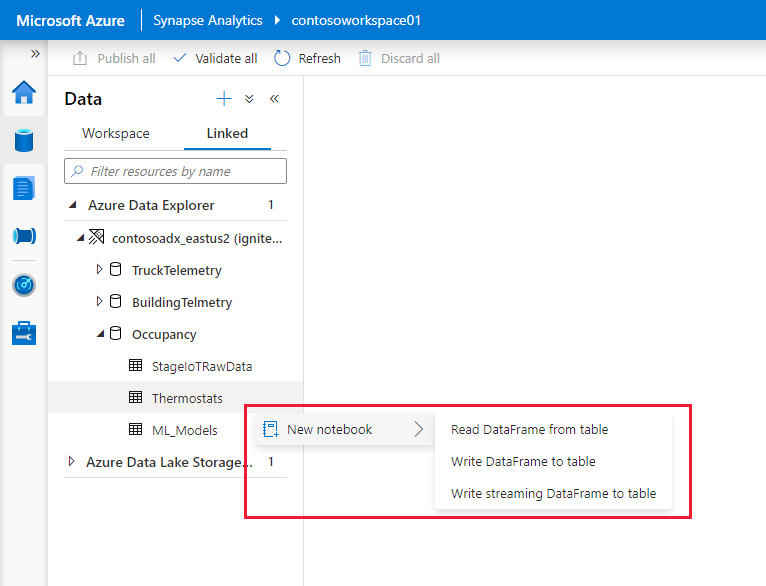 Microsoft Azure Synapse Analytics contosoworkspace01
Publish all Validate all Refresh Discard all
Data
Workspace Linked
Filter resources by name
Azure Data Explorer 1
contosoadx_eastus2 (ignite...
TruckTelemetry
BuildingTelmetry
Occupancy
StageIoTRawData
Thermostats
ML_Models
New notebook
Read DataFrame from table
Write DataFrame to table
Write streaming DataFrame to table
Azure Data Lake Storage... 1